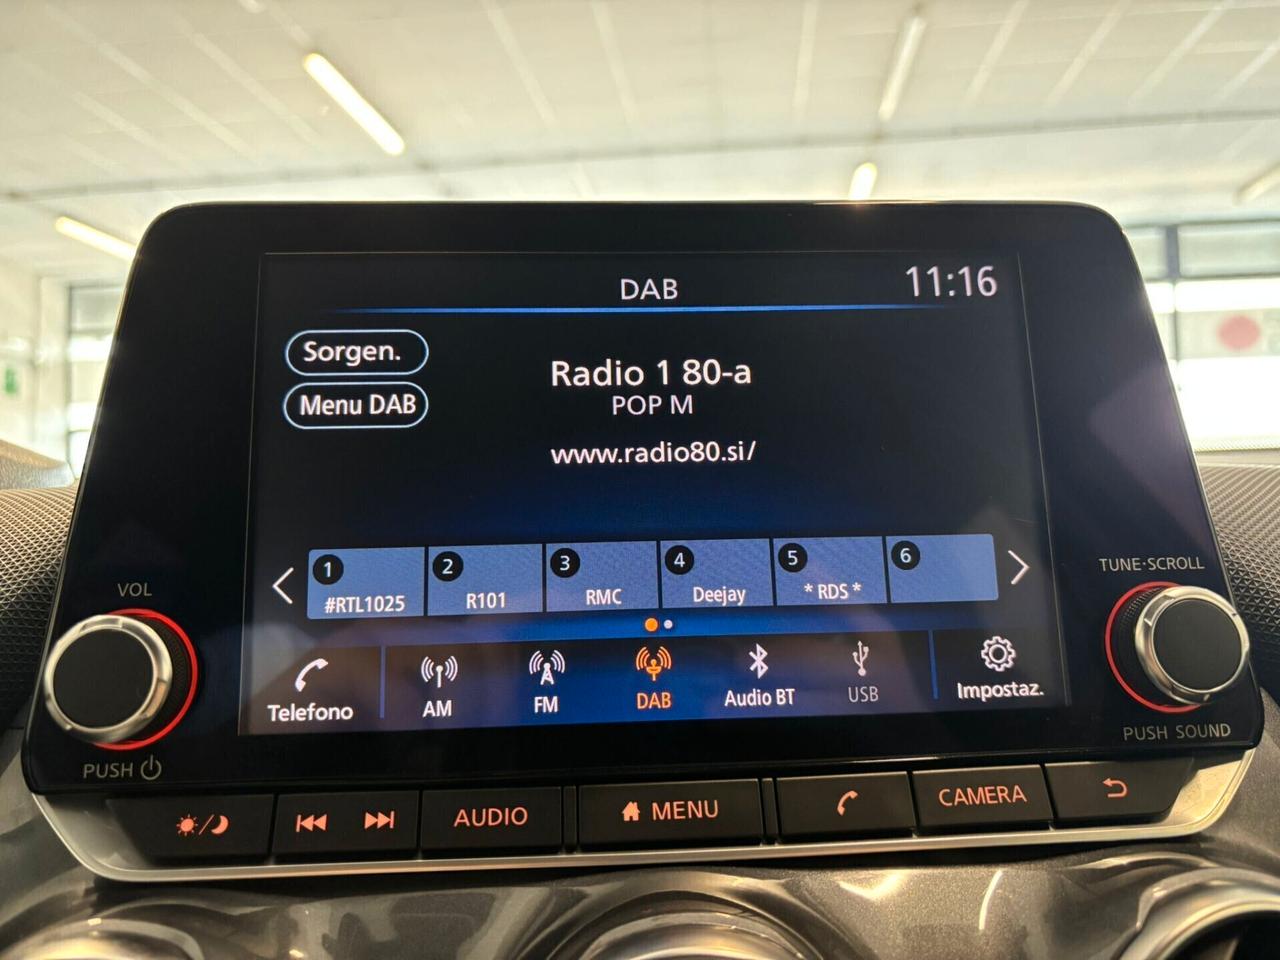 DAB
11:16
Sorgen.
Menu DAB
Radio 1 80-a
POP M
www.radio80.si/
1
#RTL1025
2
R101
3
RMC
4
Deejay
5
* RDS *
6
Telefono
AM
FM
DAB
Audio BT
USB
Impostaz.
VOL
PUSH
TUNE·SCROLL
PUSH SOUND
AUDIO
MENU
CAMERA